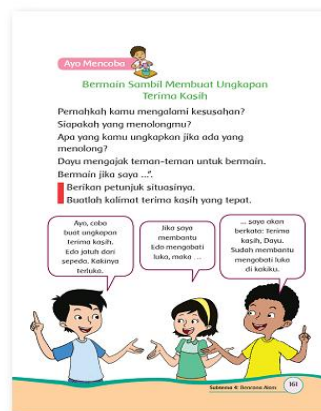 Ayo Mencoba
Bermain Sambil Membuat Ungkapan
Terima Kasih
Pernahkah kamu mengalami kesusahan?
Siapakah yang menolongmu?
Apa yang kamu ungkapkan jika ada yang
menolong?
Dayu mengajak teman-teman untuk bermain.
Bermain jika saya ...”.
Berikan petunjuk situasinya.
Buatlah kalimat terima kasih yang tepat.
Ayo, coba
buat ungkapan
terima kasih.
Edo jatuh dari
sepeda. Kakinya
terluka.
Jika saya
membantu
Edo mengobati
luka, maka ...
... saya akan
berkata: Terima
kasih, Dayu.
Sudah membantu
mengobati luka
di kakiku.
Subtema 4: Bencana Alam
161